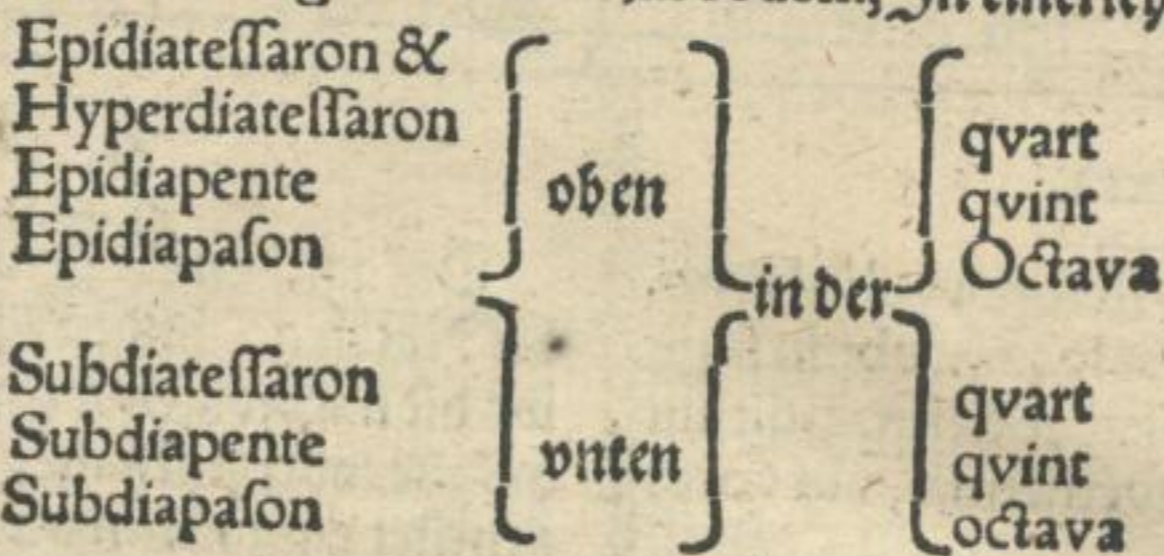 Epidiateſſaron &
Hyperdiateſſaron
Epidiapente
Epidiapaſon
oben
qvart
qvint
Octava
in der
Subdiateſſaron
Subdiapente
Subdiapaſon
vnten
qvart
qvint
octava